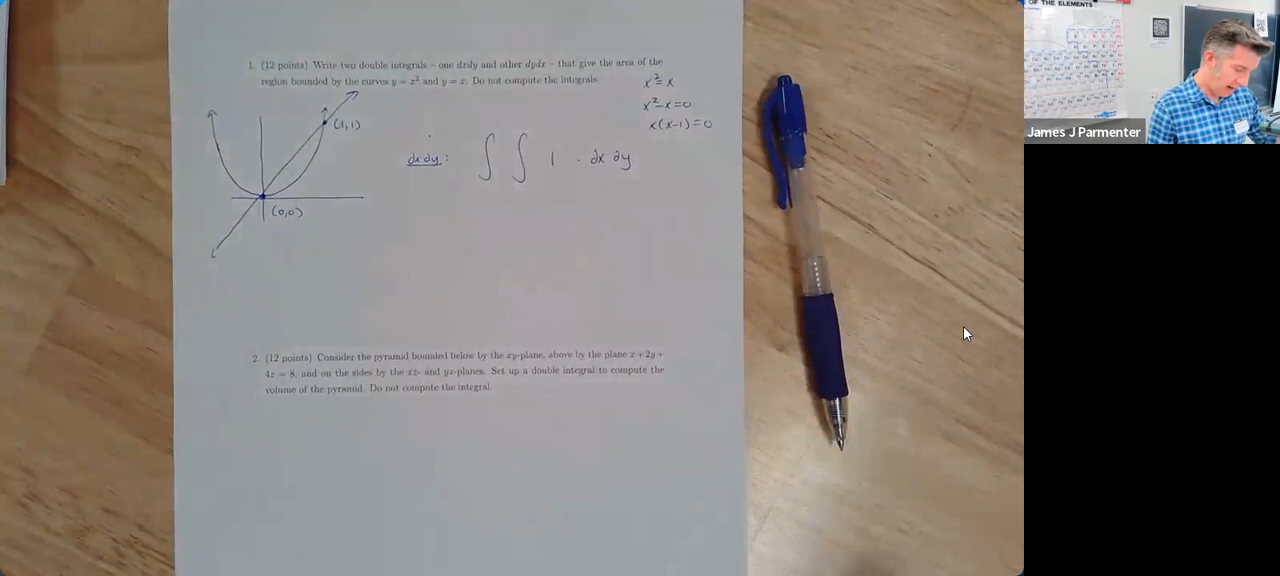 OF THE ELEMENTS
James J Parmenter
1. (12 points) Write two double integrals – one dxdy and other dydx – that give the area of the
region bounded by the curves y = x² and y = x. Do not compute the integrals.
x² = x
x² - x = 0
x(x-1) = 0
(1,1)
(0,0)
dx dy: ∫ ∫ 1 · dx dy
2. (12 points) Consider the pyramid bounded below by the xy-plane, above by the plane x + 2y +
4z = 8, and on the sides by the xz- and yz-planes. Set up a double integral to compute the
volume of the pyramid. Do not compute the integral.